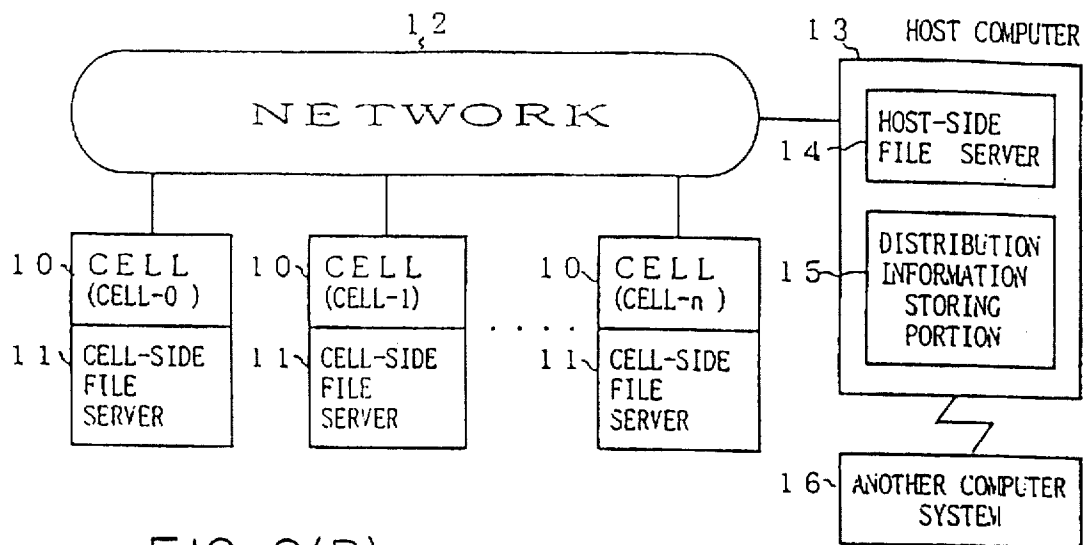 12
NETWORK
13 HOST COMPUTER
14
HOST-SIDE
FILE SERVER
15
DISTRIBUTION
INFORMATION
STORING
PORTION
10 CELL
(CELL-0)
10 CELL
(CELL-1)
10 CELL
(CELL-n)
. . . . .
11 CELL-SIDE
FILE
SERVER
11 CELL-SIDE
FILE
SERVER
11 CELL-SIDE
FILE
SERVER
16 ANOTHER COMPUTER
SYSTEM